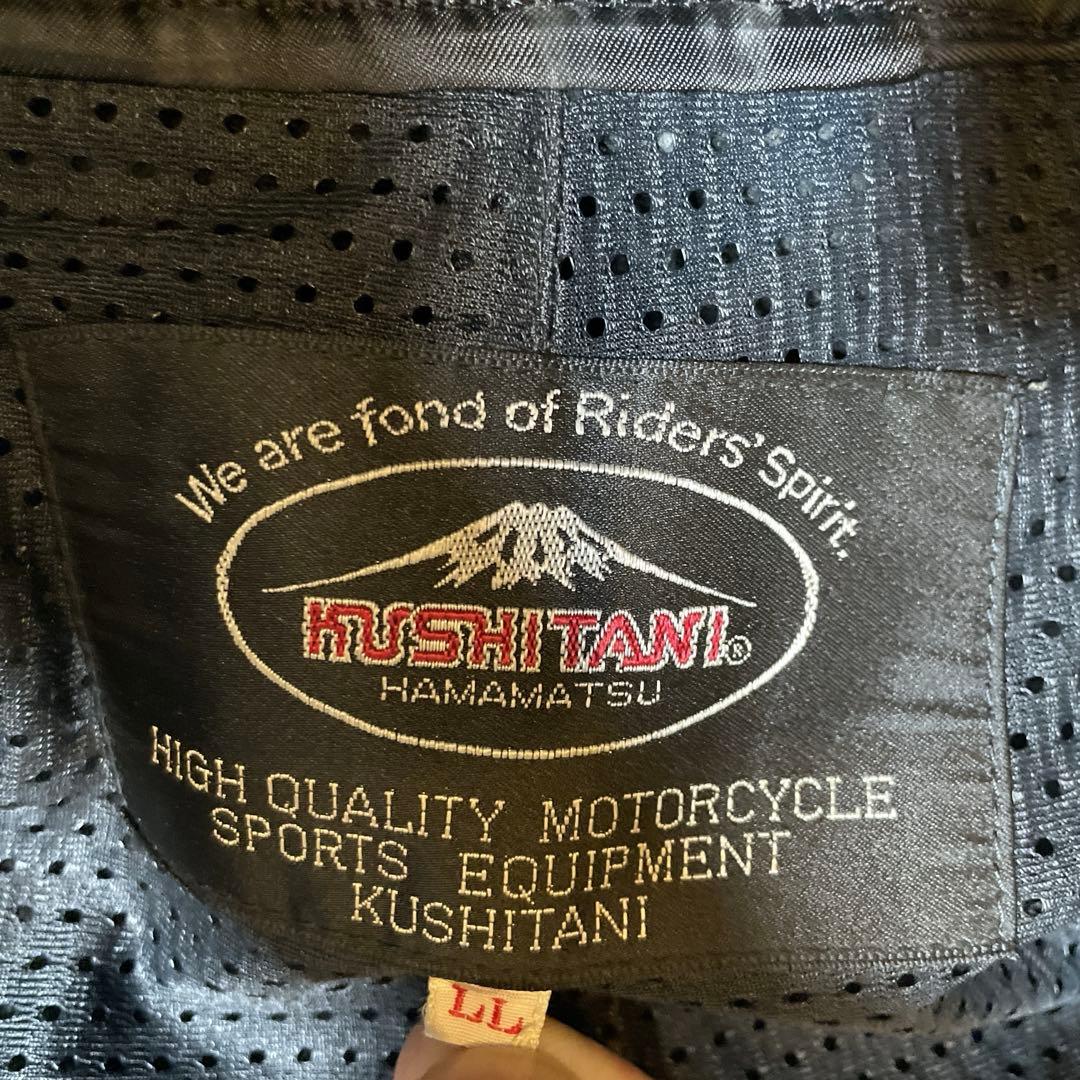 We are fond of Riders' Spirit.
KUSHITANI®
HAMAMATSU
HIGH QUALITY MOTORCYCLE
SPORTS EQUIPMENT
KUSHITANI
LL